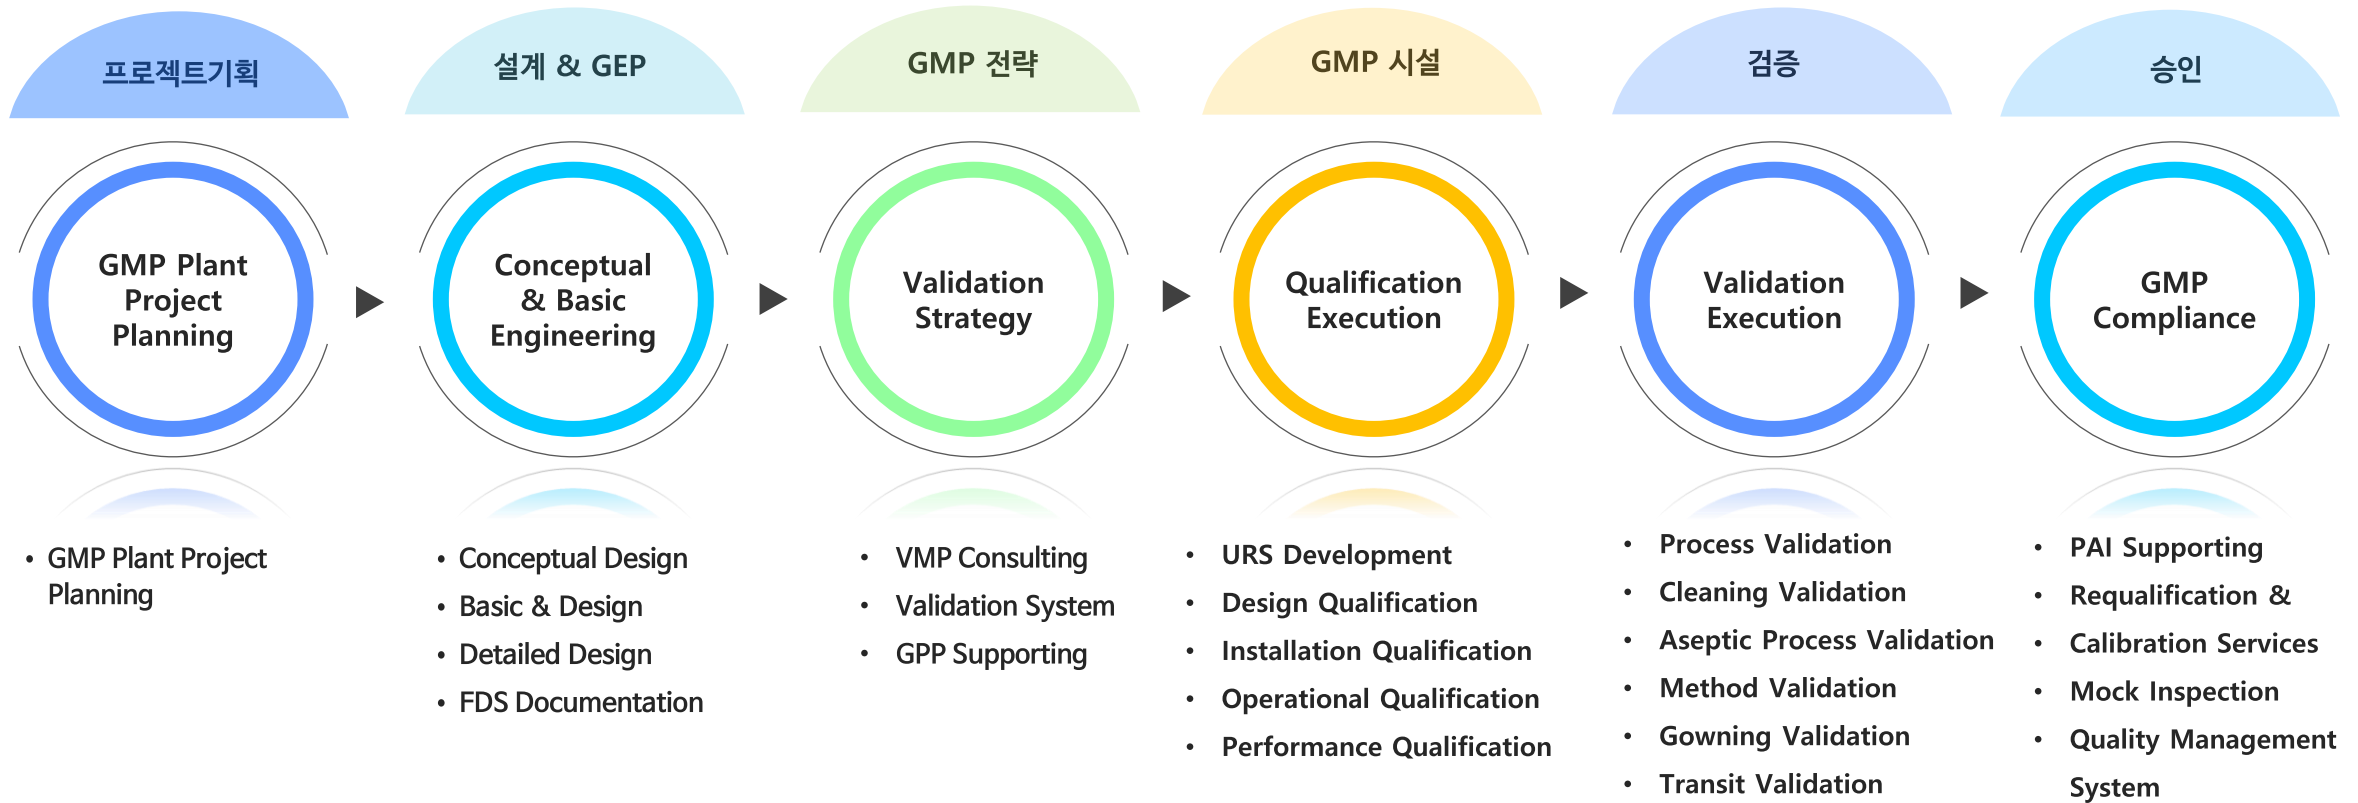 프로젝트기획
설계 & GEP
GMP 전략
GMP 시설
검증
승인
GMP Plant
Project
Planning
Conceptual
& Basic
Engineering
Validation
Strategy
Qualification
Execution
Validation
Execution
GMP
Compliance
• GMP Plant Project
Planning
• Conceptual Design
• Basic & Design
• Detailed Design
• FDS Documentation
• VMP Consulting
• Validation System
• GPP Supporting
• URS Development
• Design Qualification
• Installation Qualification
• Operational Qualification
• Performance Qualification
• Process Validation
• Cleaning Validation
• Aseptic Process Validation
• Method Validation
• Gowning Validation
• Transit Validation
• PAI Supporting
• Requalification &
• Calibration Services
• Mock Inspection
• Quality Management
System